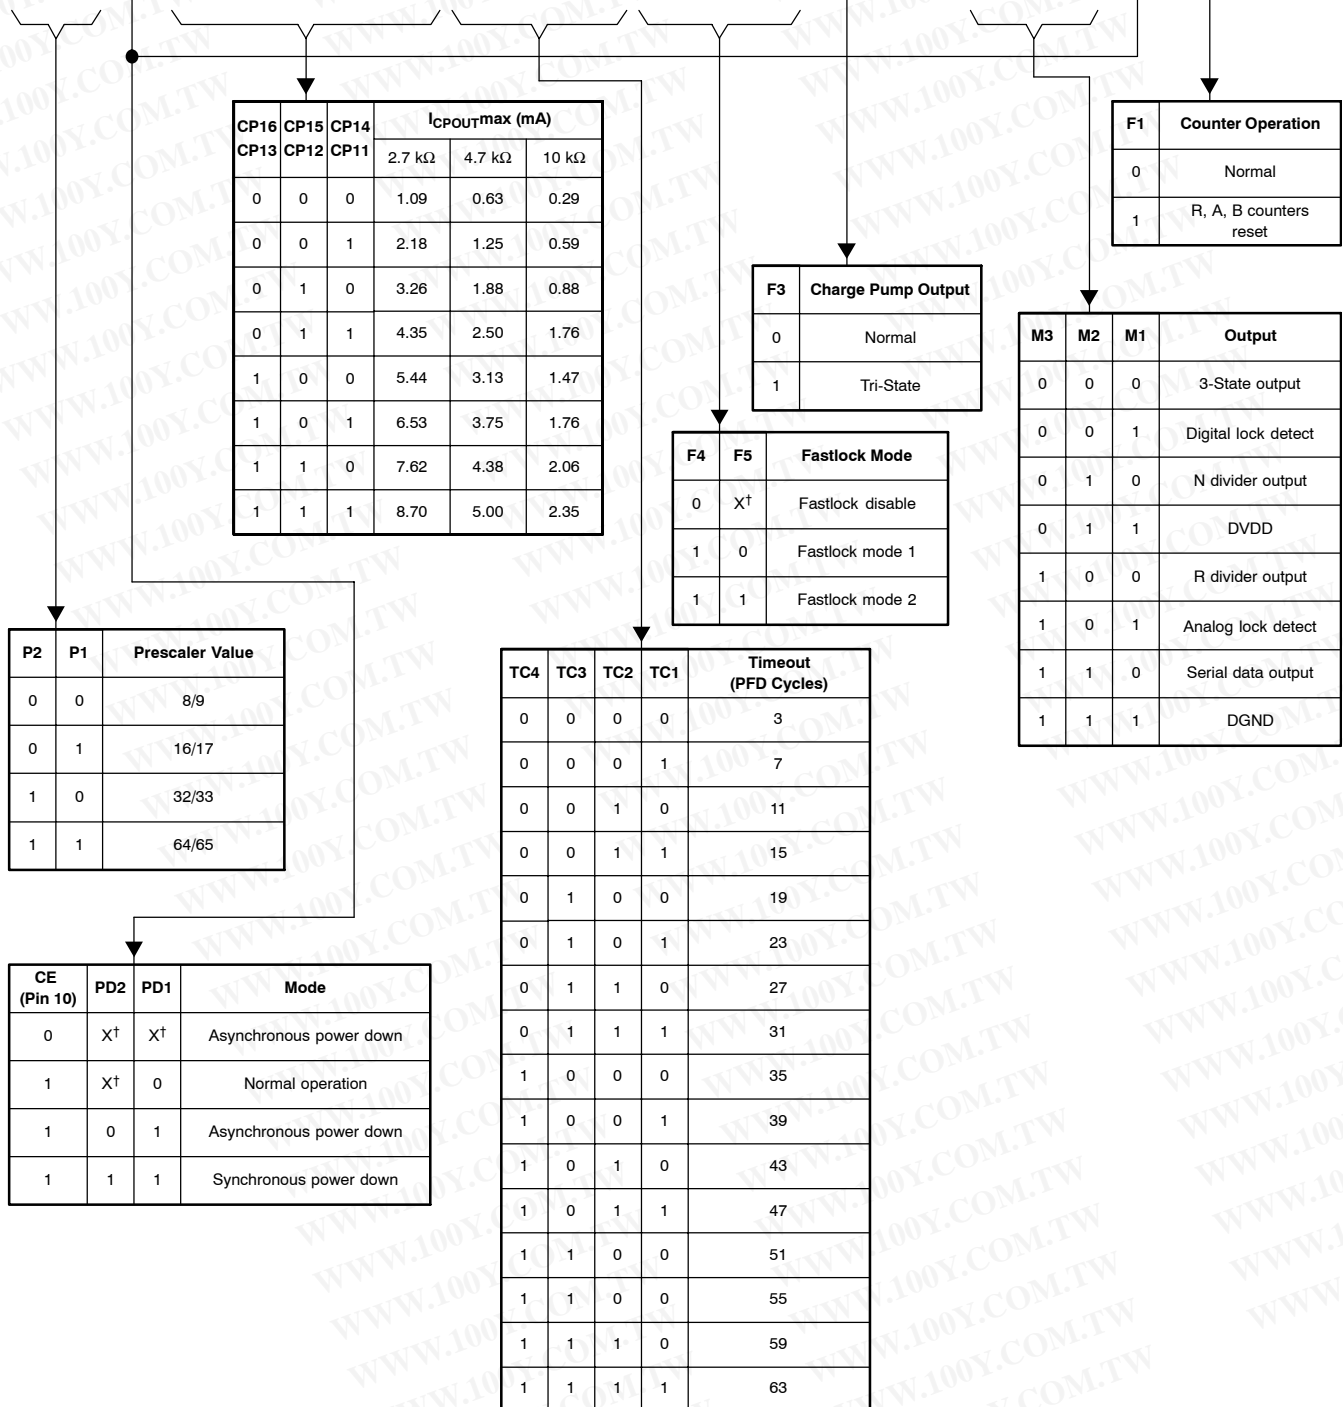 CP16 CP15 CP14 ICPOUTmax (mA)
CP13 CP12 CP11 2.7 kΩ 4.7 kΩ 10 kΩ
0 0 0 1.09 0.63 0.29
0 0 1 2.18 1.25 0.59
0 1 0 3.26 1.88 0.88
0 1 1 4.35 2.50 1.76
1 0 0 5.44 3.13 1.47
1 0 1 6.53 3.75 1.76
1 1 0 7.62 4.38 2.06
1 1 1 8.70 5.00 2.35
F1 Counter Operation
0 Normal
1 R, A, B counters
reset
F3 Charge Pump Output
0 Normal
1 Tri-State
M3 M2 M1 Output
0 0 0 3-State output
0 0 1 Digital lock detect
0 1 0 N divider output
0 1 1 DVDD
1 0 0 R divider output
1 0 1 Analog lock detect
1 1 0 Serial data output
1 1 1 DGND
F4 F5 Fastlock Mode
0 X† Fastlock disable
1 0 Fastlock mode 1
1 1 Fastlock mode 2
P2 P1 Prescaler Value
0 0 8/9
0 1 16/17
1 0 32/33
1 1 64/65
TC4 TC3 TC2 TC1 Timeout
(PFD Cycles)
0 0 0 0 3
0 0 0 1 7
0 0 1 0 11
0 0 1 1 15
0 1 0 0 19
0 1 0 1 23
0 1 1 0 27
0 1 1 1 31
1 0 0 0 35
1 0 0 1 39
1 0 1 0 43
1 0 1 1 47
1 1 0 0 51
1 1 0 0 55
1 1 1 0 59
1 1 1 1 63
CE
(Pin 10) PD2 PD1 Mode
0 X† X† Asynchronous power down
1 X† 0 Normal operation
1 0 1 Asynchronous power down
1 1 1 Synchronous power down
WWW.100Y.COM.TW